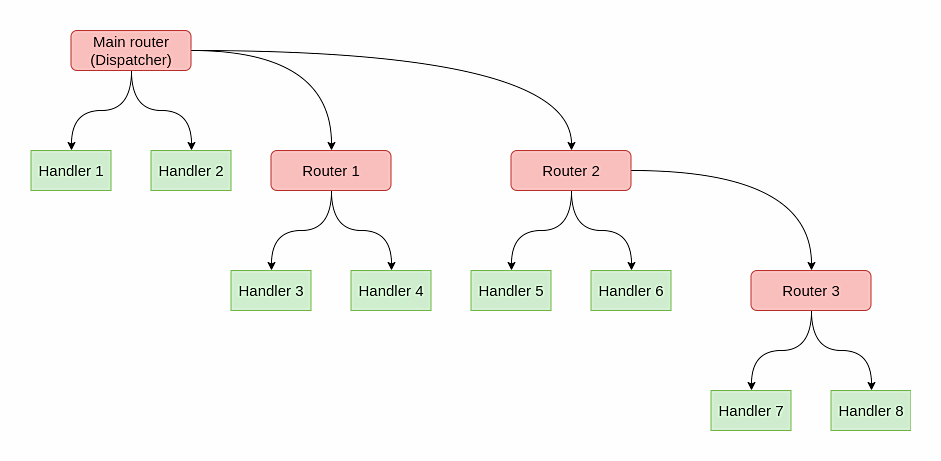 Main router
(Dispatcher)
Handler 1
Handler 2
Router 1
Router 2
Handler 3
Handler 4
Handler 5
Handler 6
Router 3
Handler 7
Handler 8